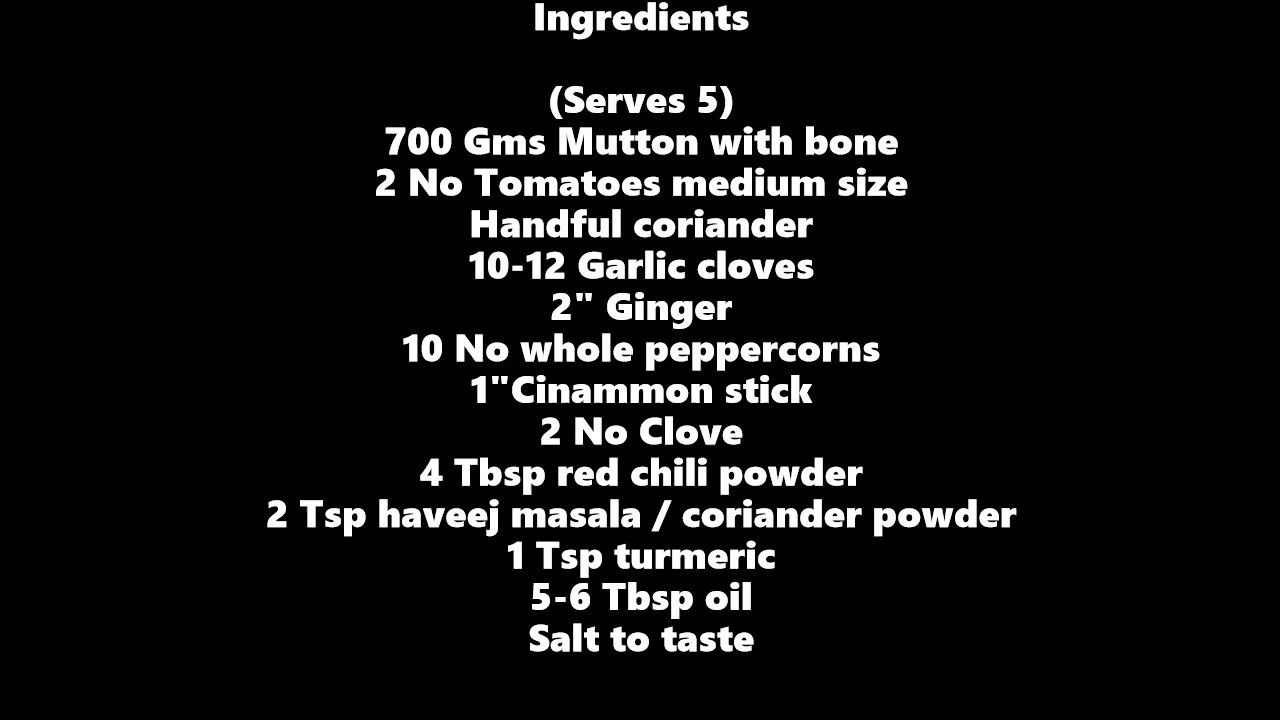 Ingredients
(Serves 5)
700 Gms Mutton with bone
2 No Tomatoes medium size
Handful coriander
10-12 Garlic cloves
2" Ginger
10 No whole peppercorns
1"Cinammon stick
2 No Clove
4 Tbsp red chili powder
2 Tsp haveej masala / coriander powder
1 Tsp turmeric
5-6 Tbsp oil
Salt to taste